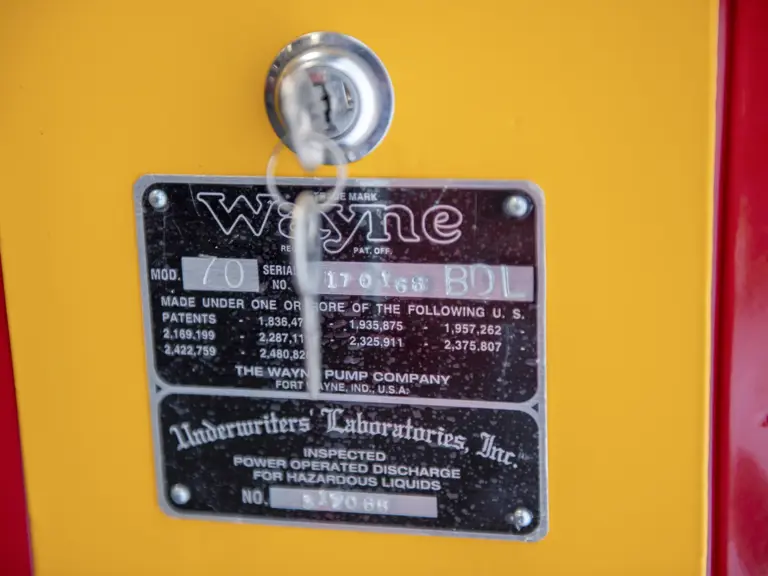 TRADE MARK
Wayne
REG. PAT. OFF.
MOD. 70 SERIAL NO. 170168 BDL
MADE UNDER ONE OR MORE OF THE FOLLOWING U. S.
PATENTS - - 1,935,875 - 1,957,262
2,169,199 - - 2,325,911 - 2,375,807
2,422,759 -
THE WAYNE PUMP COMPANY
FORT WAYNE, IND., U.S.A.
Underwriters' Laboratories, Inc.
INSPECTED
POWER OPERATED DISCHARGE
FOR HAZARDOUS LIQUIDS
NO.